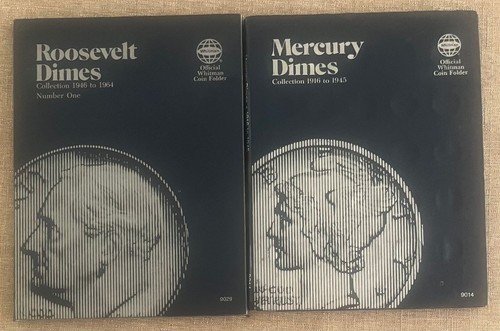 Roosevelt
Dimes
Collection 1946 to 1964
Number One
Official
Whitman
Coin Folder
9029
Mercury
Dimes
Collection 1916 to 1945
Official
Whitman
Coin Folder
9014